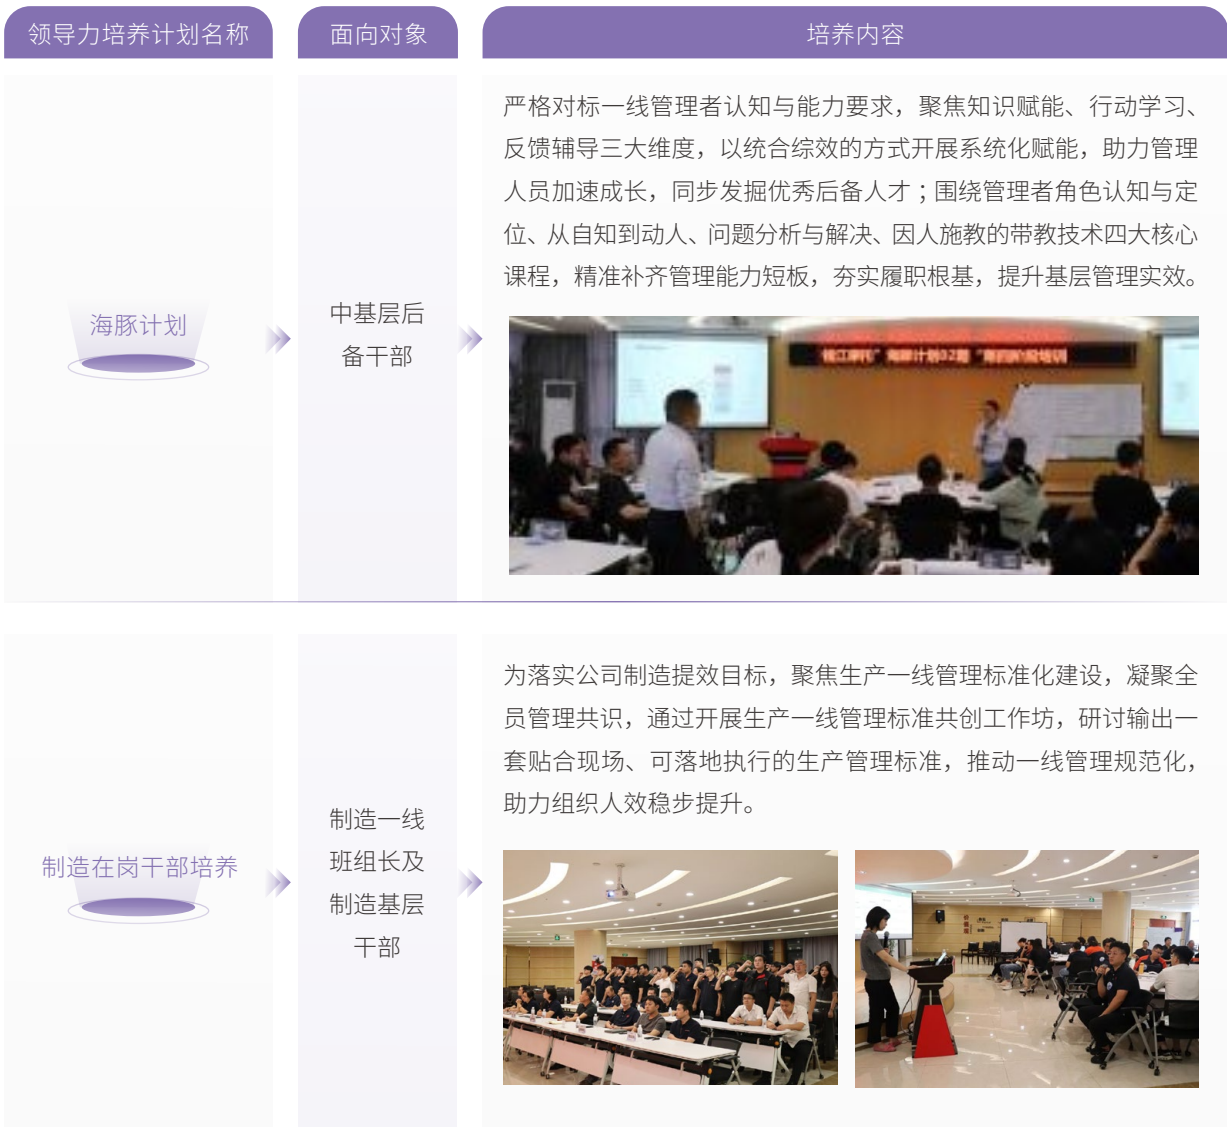 领导力培养计划名称
面向对象
培养内容
海豚计划
中基层后
备干部
严格对标一线管理者认知与能力要求，聚焦知识赋能、行动学习、
反馈辅导三大维度，以统合综效的方式开展系统化赋能，助力管理
人员加速成长，同步发掘优秀后备人才；围绕管理者角色认知与定
位、从自知到动人、问题分析与解决、因人施教的带教技术四大核心
课程，精准补齐管理能力短板，夯实履职根基，提升基层管理实效。
制造在岗干部培养
制造一线
班组长及
制造基层
干部
为落实公司制造提效目标，聚焦生产一线管理标准化建设，凝聚全
员管理共识，通过开展生产一线管理标准共创工作坊，研讨输出一
套贴合现场、可落地执行的生产管理标准，推动一线管理规范化，
助力组织人效稳步提升。